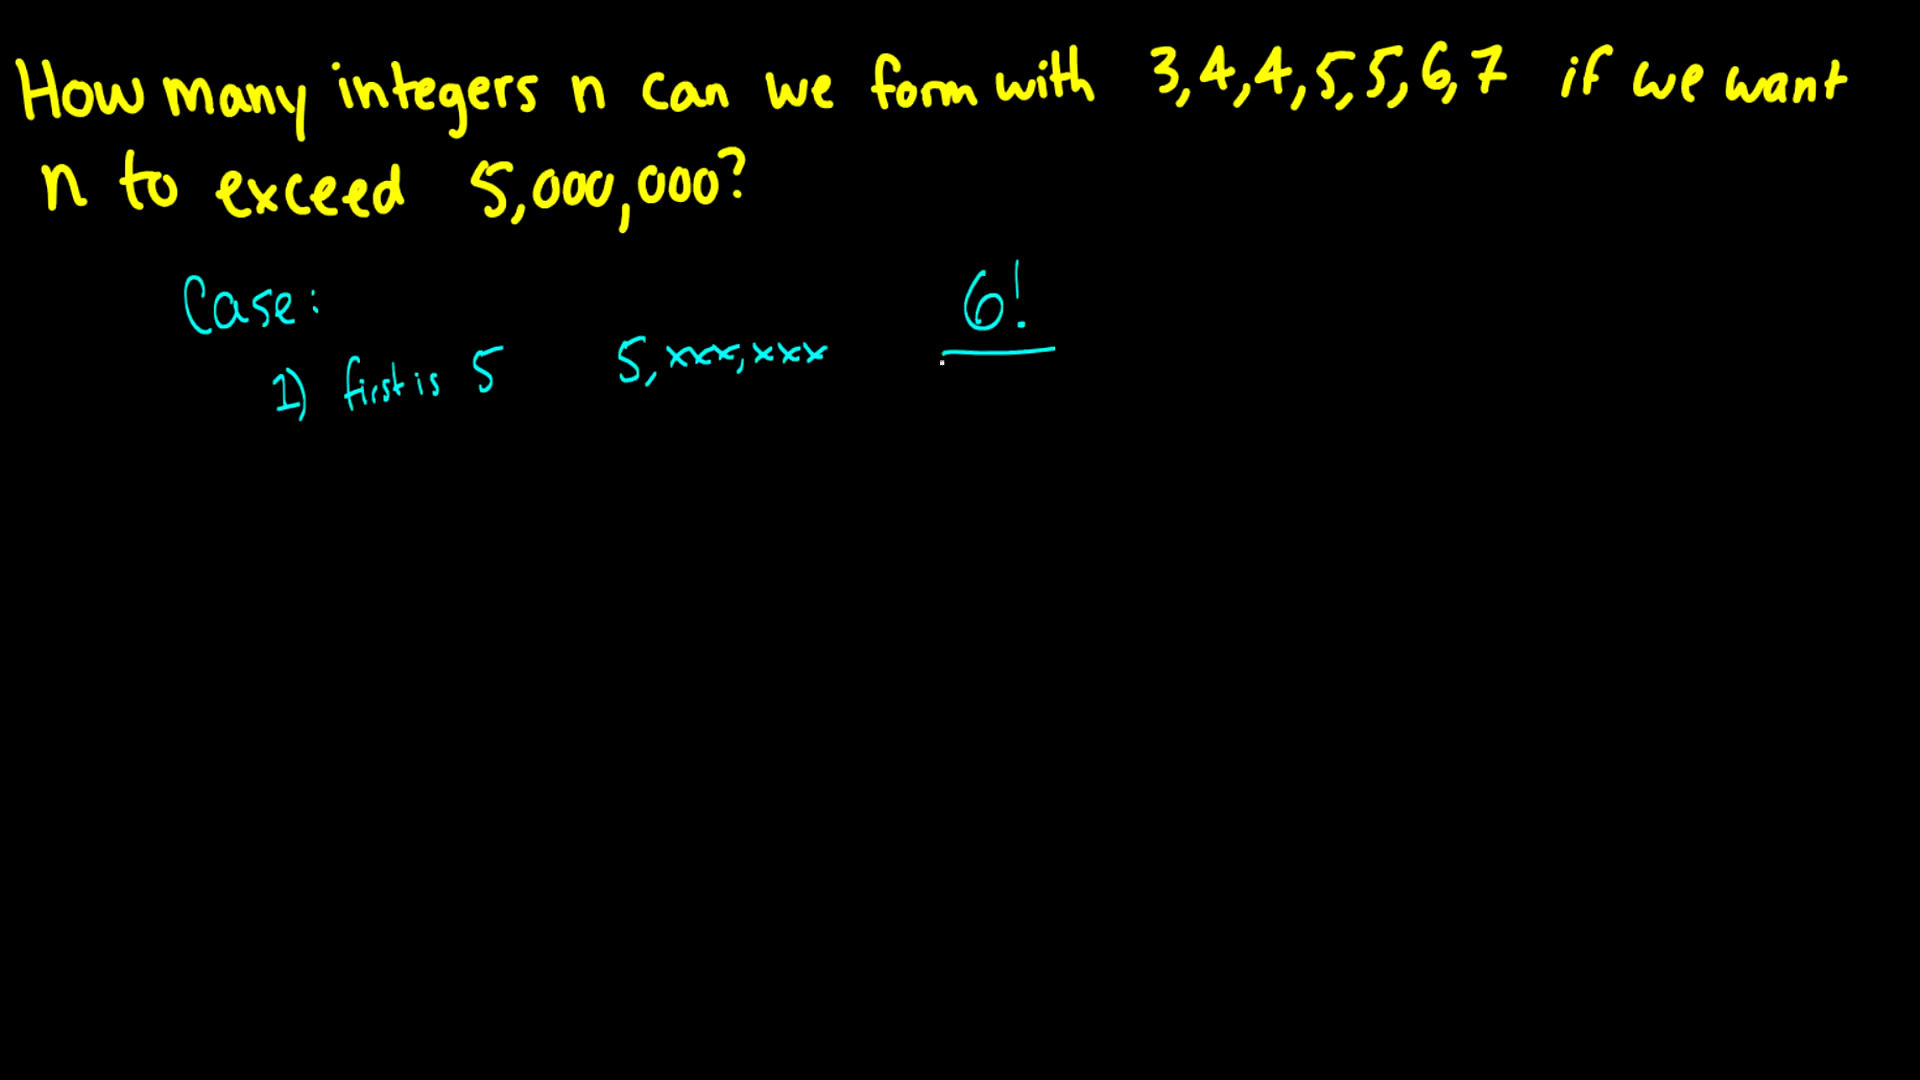 How many integers n can we form with 3,4,4,5,5,6,7 if we want
n to exceed 5,000,000?
Case:
1) first is 5 5,xxx,xxx 6!